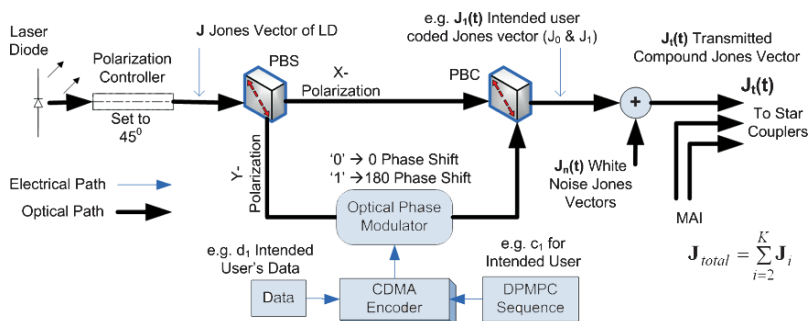 Laser
Diode
Polarization
Controller
Set to
45⁰
J Jones Vector of LD
PBS
X-
Polarization
Y-
Polarization
e.g. J₁(t) Intended user
coded Jones vector (J₀ & J₁)
PBC
Jₜ(t) Transmitted
Compound Jones
Vector
Jₜ(t)
+
To Star
Couplers
Jₙ(t) White
Noise Jones
Vectors
MAI
'0' → 0 Phase Shift
'1' →180 Phase Shift
Electrical Path
Optical Path
Optical Phase
Modulator
e.g. d₁ Intended
User's Data
e.g. c₁ for
Intended User
Data
CDMA
Encoder
DPMPC
Sequence
J_total = ∑_{i=2}^{K} J_i